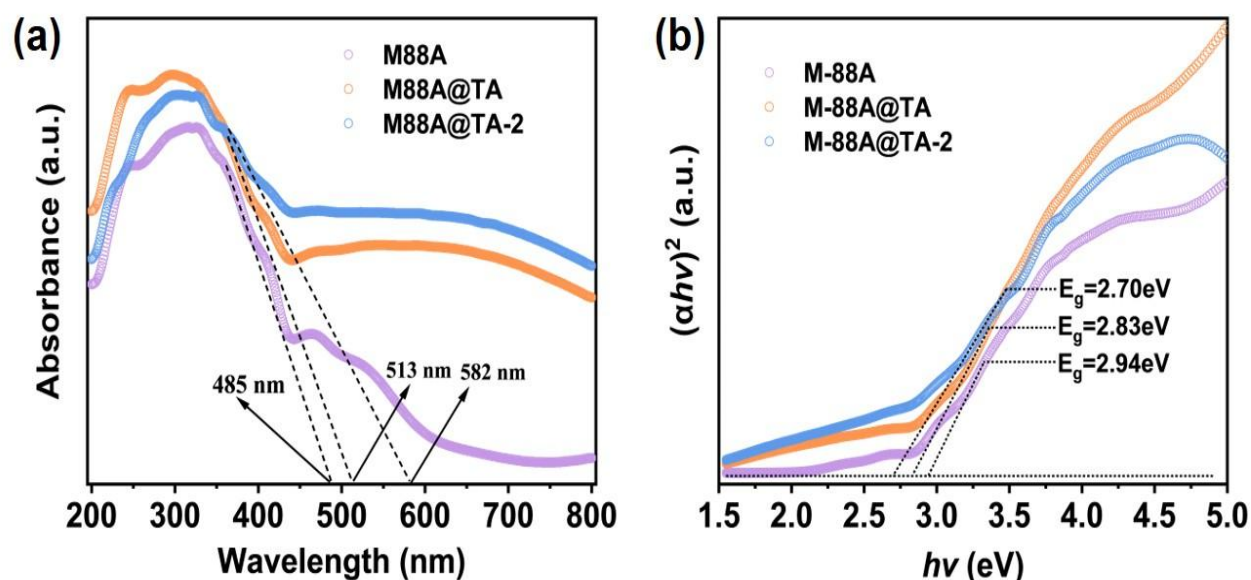 (a)
M88A
M88A@TA
M88A@TA-2
Absorbance (a.u.)
485 nm
513 nm
582 nm
200 300 400 500 600 700 800
Wavelength (nm)
(b)
M-88A
M-88A@TA
M-88A@TA-2
(αhν)²  (a.u.)
Eg=2.70eV
Eg=2.83eV
Eg=2.94eV
1.5 2.0 2.5 3.0 3.5 4.0 4.5 5.0
hν (eV)